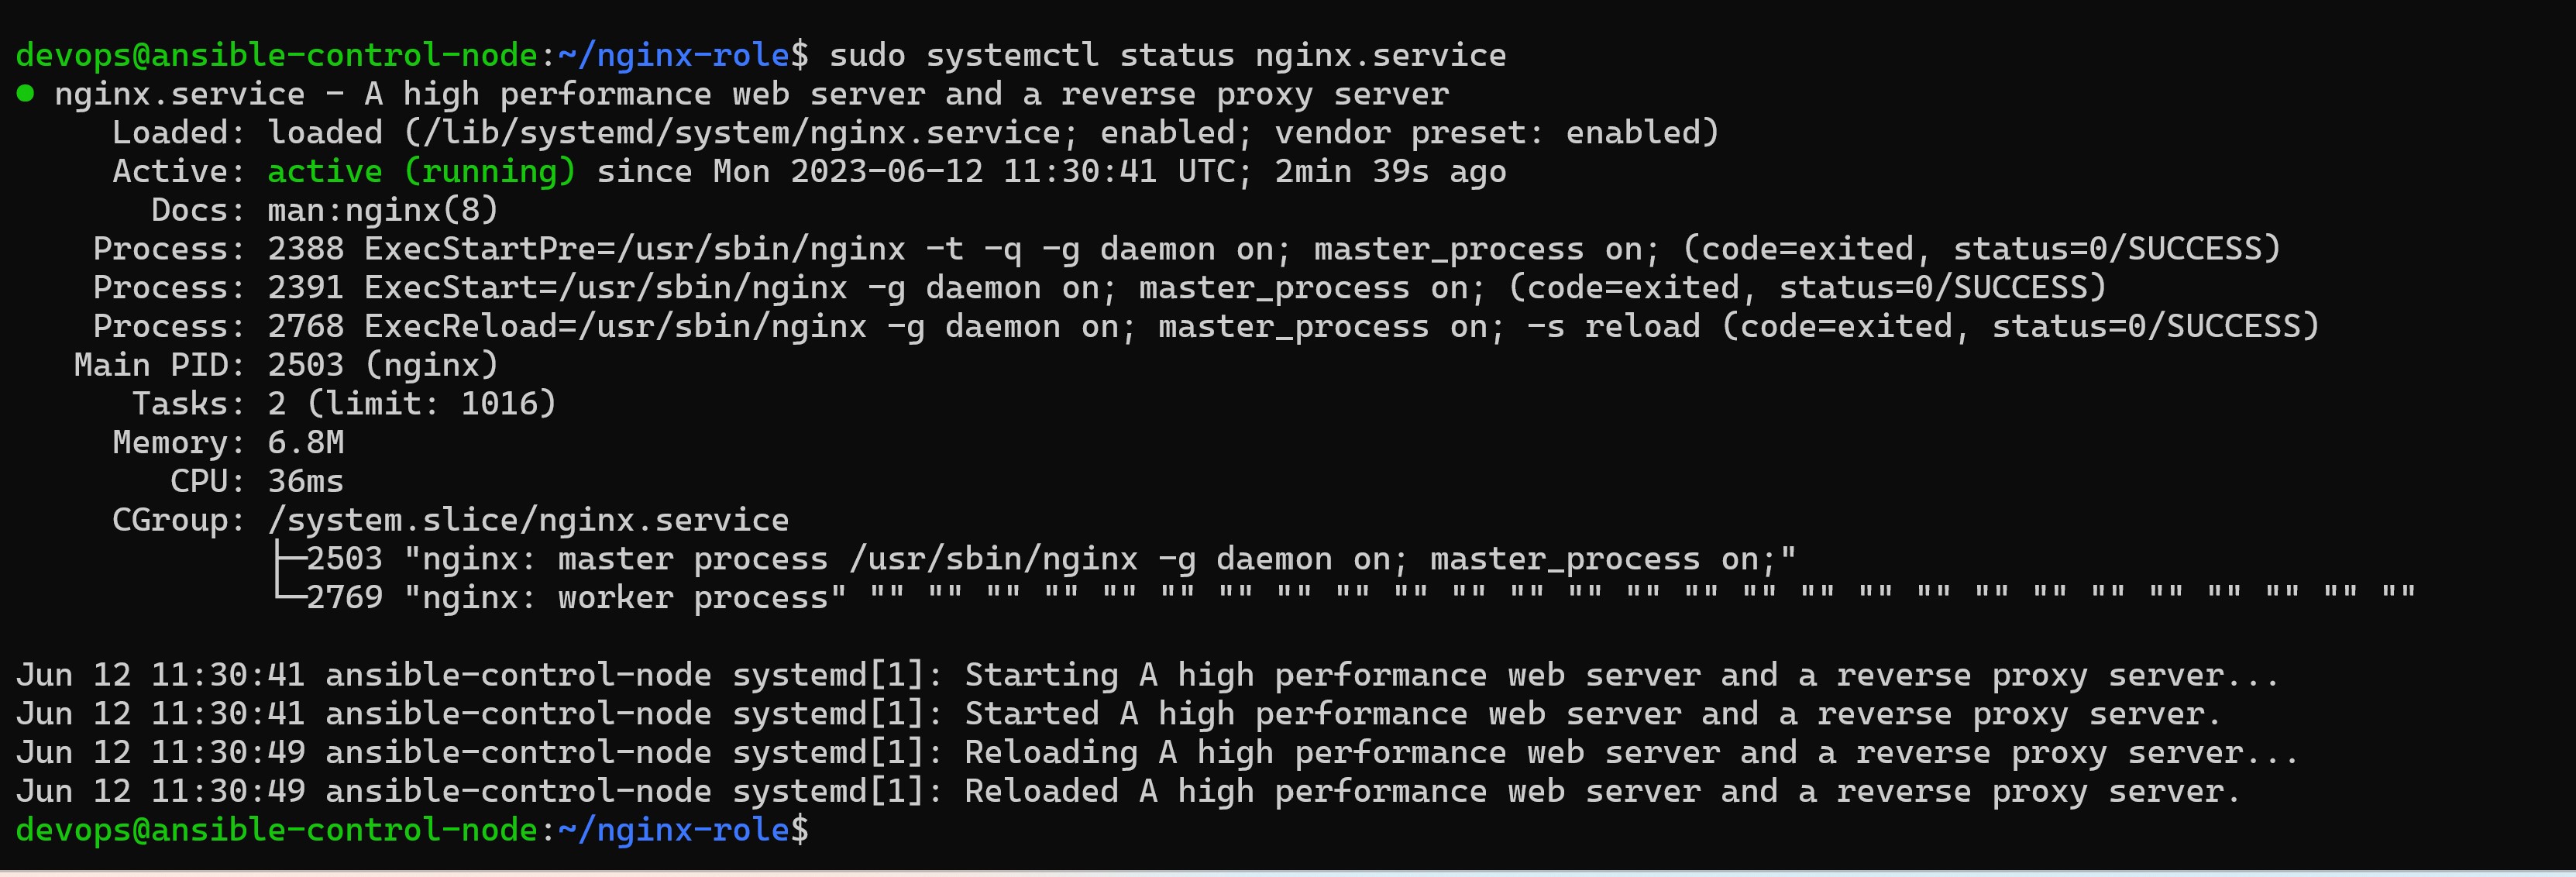 devops@ansible-control-node:~/nginx-role$ sudo systemctl status nginx.service
● nginx.service - A high performance web server and a reverse proxy server
     Loaded: loaded (/lib/systemd/system/nginx.service; enabled; vendor preset: enabled)
     Active: active (running) since Mon 2023-06-12 11:30:41 UTC; 2min 39s ago
       Docs: man:nginx(8)
    Process: 2388 ExecStartPre=/usr/sbin/nginx -t -q -g daemon on; master_process on; (code=exited, status=0/SUCCESS)
    Process: 2391 ExecStart=/usr/sbin/nginx -g daemon on; master_process on; (code=exited, status=0/SUCCESS)
    Process: 2768 ExecReload=/usr/sbin/nginx -g daemon on; master_process on; -s reload (code=exited, status=0/SUCCESS)
   Main PID: 2503 (nginx)
      Tasks: 2 (limit: 1016)
     Memory: 6.8M
        CPU: 36ms
     CGroup: /system.slice/nginx.service
             ├─2503 "nginx: master process /usr/sbin/nginx -g daemon on; master_process on;"
             └─2769 "nginx: worker process" "" "" "" "" "" "" "" "" "" "" "" "" "" "" "" "" "" "" "" "" "" "" "" "" "" "" ""

Jun 12 11:30:41 ansible-control-node systemd[1]: Starting A high performance web server and a reverse proxy server...
Jun 12 11:30:41 ansible-control-node systemd[1]: Started A high performance web server and a reverse proxy server.
Jun 12 11:30:49 ansible-control-node systemd[1]: Reloading A high performance web server and a reverse proxy server...
Jun 12 11:30:49 ansible-control-node systemd[1]: Reloaded A high performance web server and a reverse proxy server.
devops@ansible-control-node:~/nginx-role$